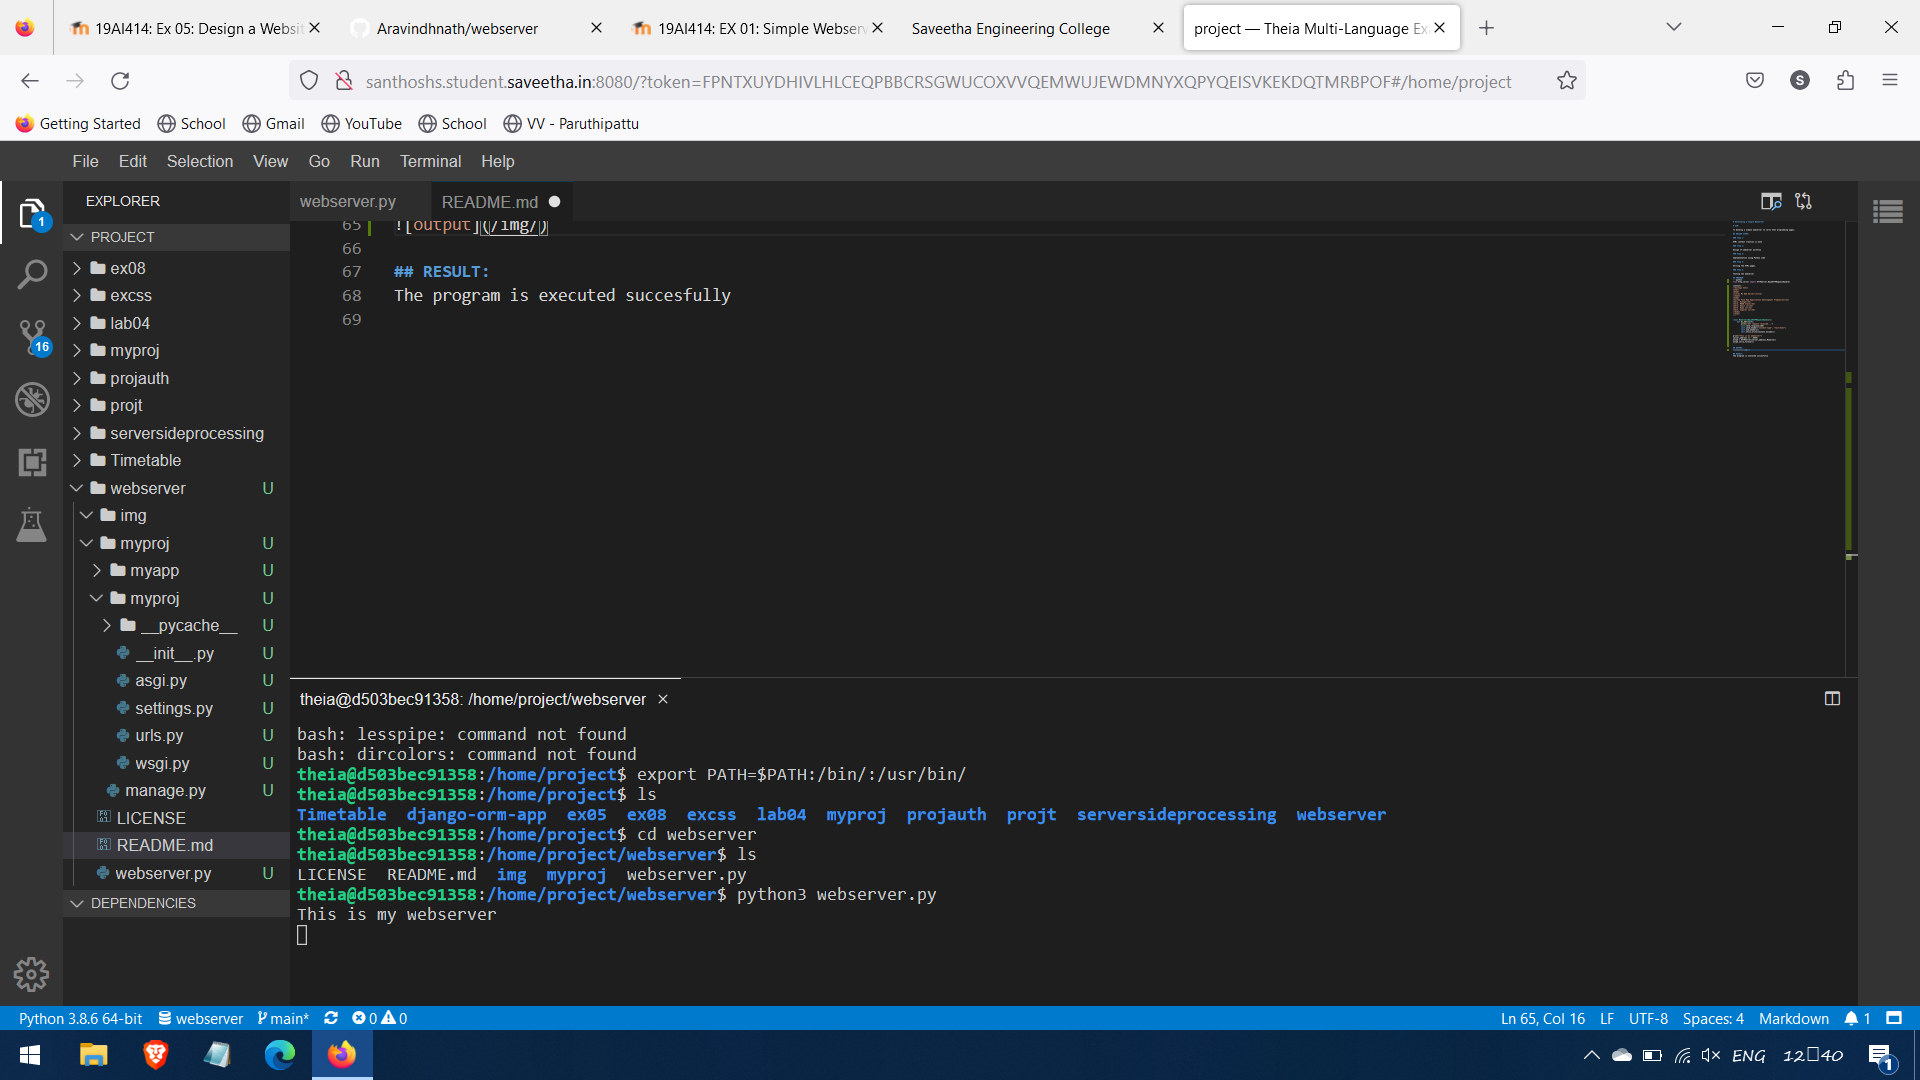 19AI414: Ex 05: Design a Websit
Aravindhnath/webserver
19AI414: EX 01: Simple Webserv
Saveetha Engineering College
project — Theia Multi-Language Ex
santhoshs.student.saveetha.in:8080/?token=FPNTXUYDHIVLHLCEQPBBCRSGWUCOXVVQEMWUJEWDMNYXQPYQEISVKEKDQTMRBPOF#/home/project
S
Getting Started School Gmail YouTube School VV - Paruthipattu
File Edit Selection View Go Run Terminal Help
EXPLORER
webserver.py
README.md
1
PROJECT
ex08
excss
lab04
16
myproj
projauth
projt
serversideprocessing
Timetable
webserver U
img
myproj U
myapp U
myproj U
__pycache__ U
__init__.py U
asgi.py U
settings.py U
urls.py U
wsgi.py U
manage.py U
LICENSE
README.md
webserver.py U
DEPENDENCIES
65 ![output](/img/)
66
67 ## RESULT:
68 The program is executed succesfully
69
theia@d503bec91358: /home/project/webserver
bash: lesspipe: command not found
bash: dircolors: command not found
theia@d503bec91358:/home/project$ export PATH=$PATH:/bin/:/usr/bin/
theia@d503bec91358:/home/project$ ls
Timetable django-orm-app ex05 ex08 excss lab04 myproj projauth projt serversideprocessing webserver
theia@d503bec91358:/home/project$ cd webserver
theia@d503bec91358:/home/project/webserver$ ls
LICENSE README.md img myproj webserver.py
theia@d503bec91358:/home/project/webserver$ python3 webserver.py
This is my webserver
Python 3.8.6 64-bit webserver main* 0 0
Ln 65, Col 16 LF UTF-8 Spaces: 4 Markdown 1
ENG 12 40 1